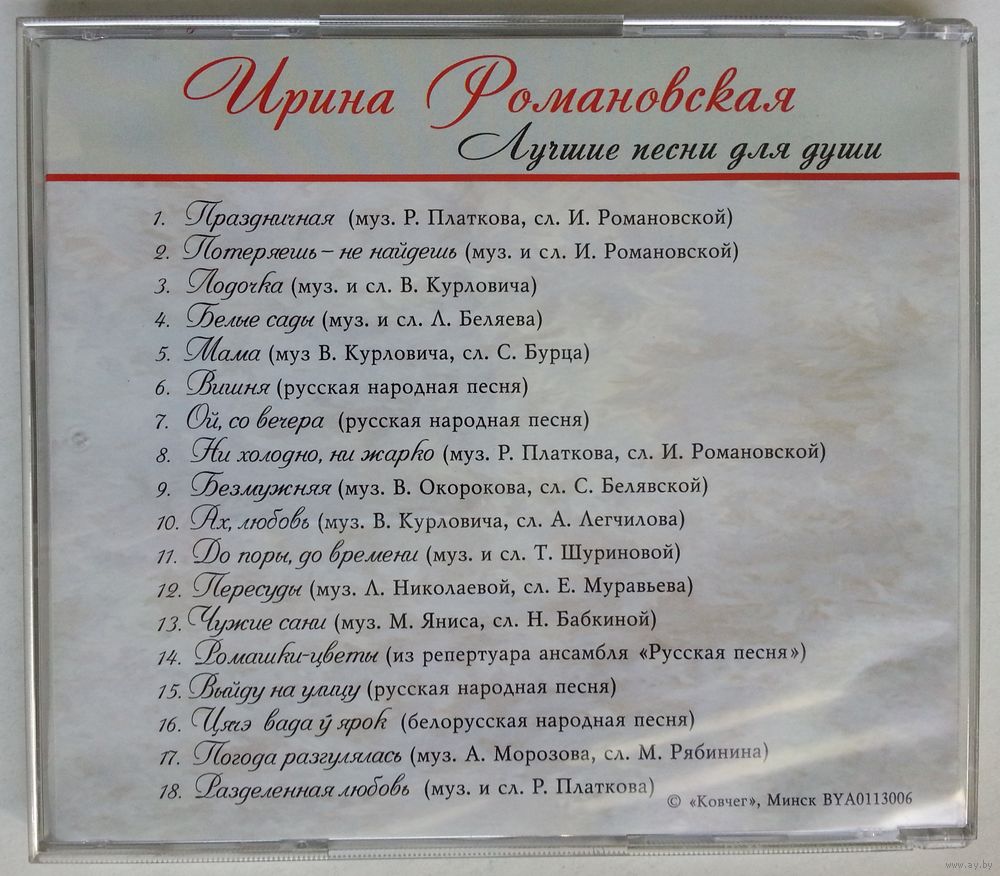 Ирина Романовская
Лучшие песни для души
1. Праздничная (муз. Р. Платкова, сл. И. Романовской)
2. Потеряешь – не найдешь (муз. и сл. И. Романовской)
3. Лодочка (муз. и сл. В. Курловича)
4. Белые сады (муз. и сл. Л. Беляева)
5. Мама (муз В. Курловича, сл. С. Бурца)
6. Вишня (русская народная песня)
7. Ой, со вечера (русская народная песня)
8. Ни холодно, ни жарко (муз. Р. Платкова, сл. И. Романовской)
9. Безмужняя (муз. В. Окорокова, сл. С. Белявской)
10. Ах, любовь (муз. В. Курловича, сл. А. Легчилова)
11. До поры, до времени (муз. и сл. Т. Шуриновой)
12. Пересуды (муз. Л. Николаевой, сл. Е. Муравьева)
13. Чужие сани (муз. М. Яниса, сл. Н. Бабкиной)
14. Ромашки-цветы (из репертуара ансамбля «Русская песня»)
15. Выйду на улицу (русская народная песня)
16. Цячэ вада ў ярок (белорусская народная песня)
17. Погода разгулялась (муз. А. Морозова, сл. М. Рябинина)
18. Разделенная любовь (муз. и сл. Р. Платкова)
© «Ковчег», Минск BYA0113006
www.ay.by